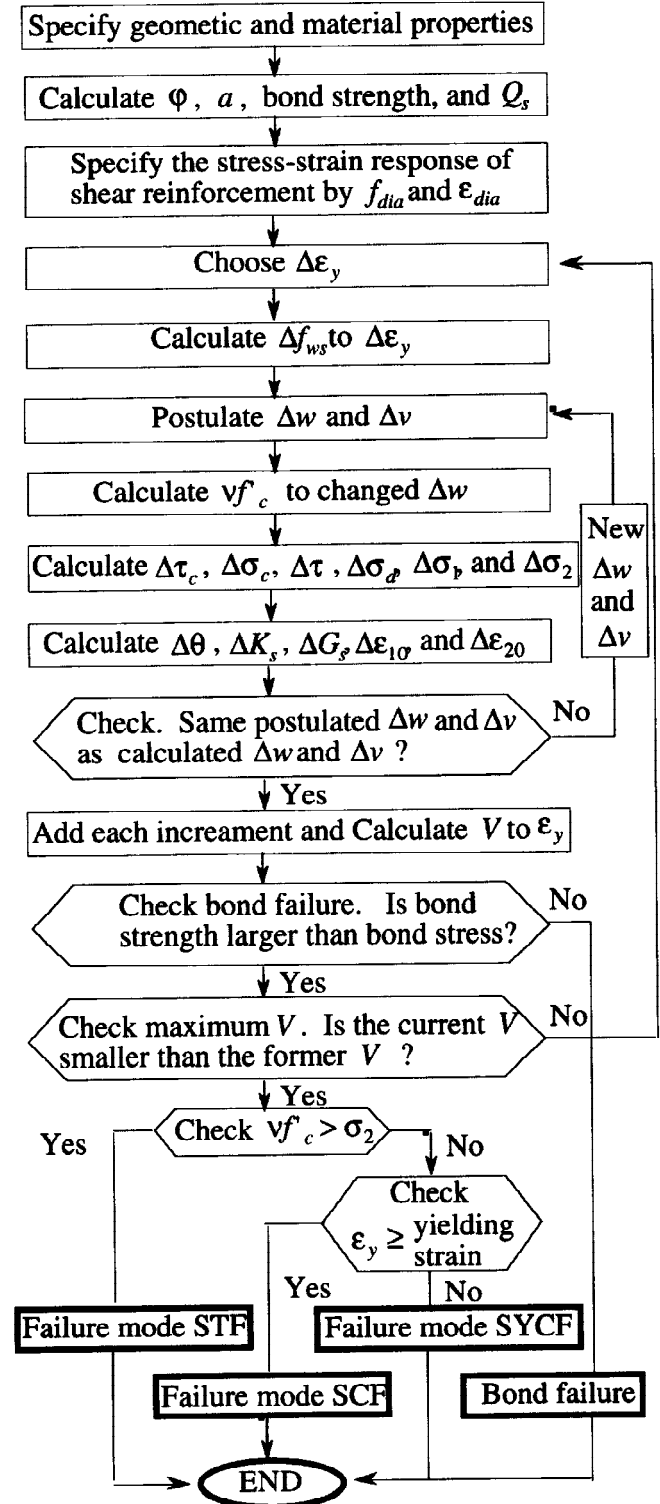 Specify geometic and material properties
Calculate φ, a, bond strength, and Qs
Specify the stress-strain response of
shear reinforcement by fdia and εdia
Choose Δεy
Calculate Δfws to Δεy
Postulate Δw and Δv
Calculate νf'c to changed Δw
New
Δw
and
Δv
Calculate Δτc, Δσc, Δτ, Δσd, Δσ1, and Δσ2
Calculate Δθ, ΔKs, ΔGs, Δε10, and Δε20
Check. Same postulated Δw and Δv
as calculated Δw and Δv ?
No
Yes
Add each increament and Calculate V to εy
Check bond failure. Is bond
strength larger than bond stress?
No
Yes
Check maximum V. Is the current V
smaller than the former V ?
No
Yes
Check νf'c > σ2
Yes
No
Check
εy ≥ yielding
strain
Yes
No
Failure mode STF
Failure mode SYCF
Failure mode SCF
Bond failure
END